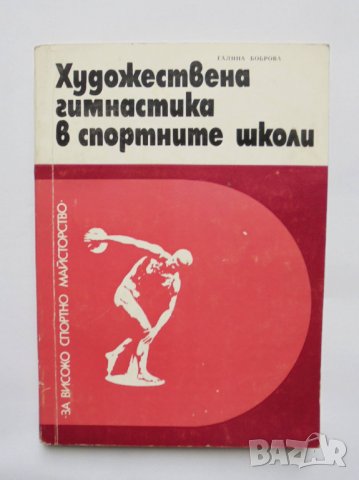 ГАЛИНА БОБРОВА
Художествена
гимнастика
в спортните школи
·ЗА ВИСОКО СПОРТНО МАЙСТОРСТВО·
BAZAR
bg